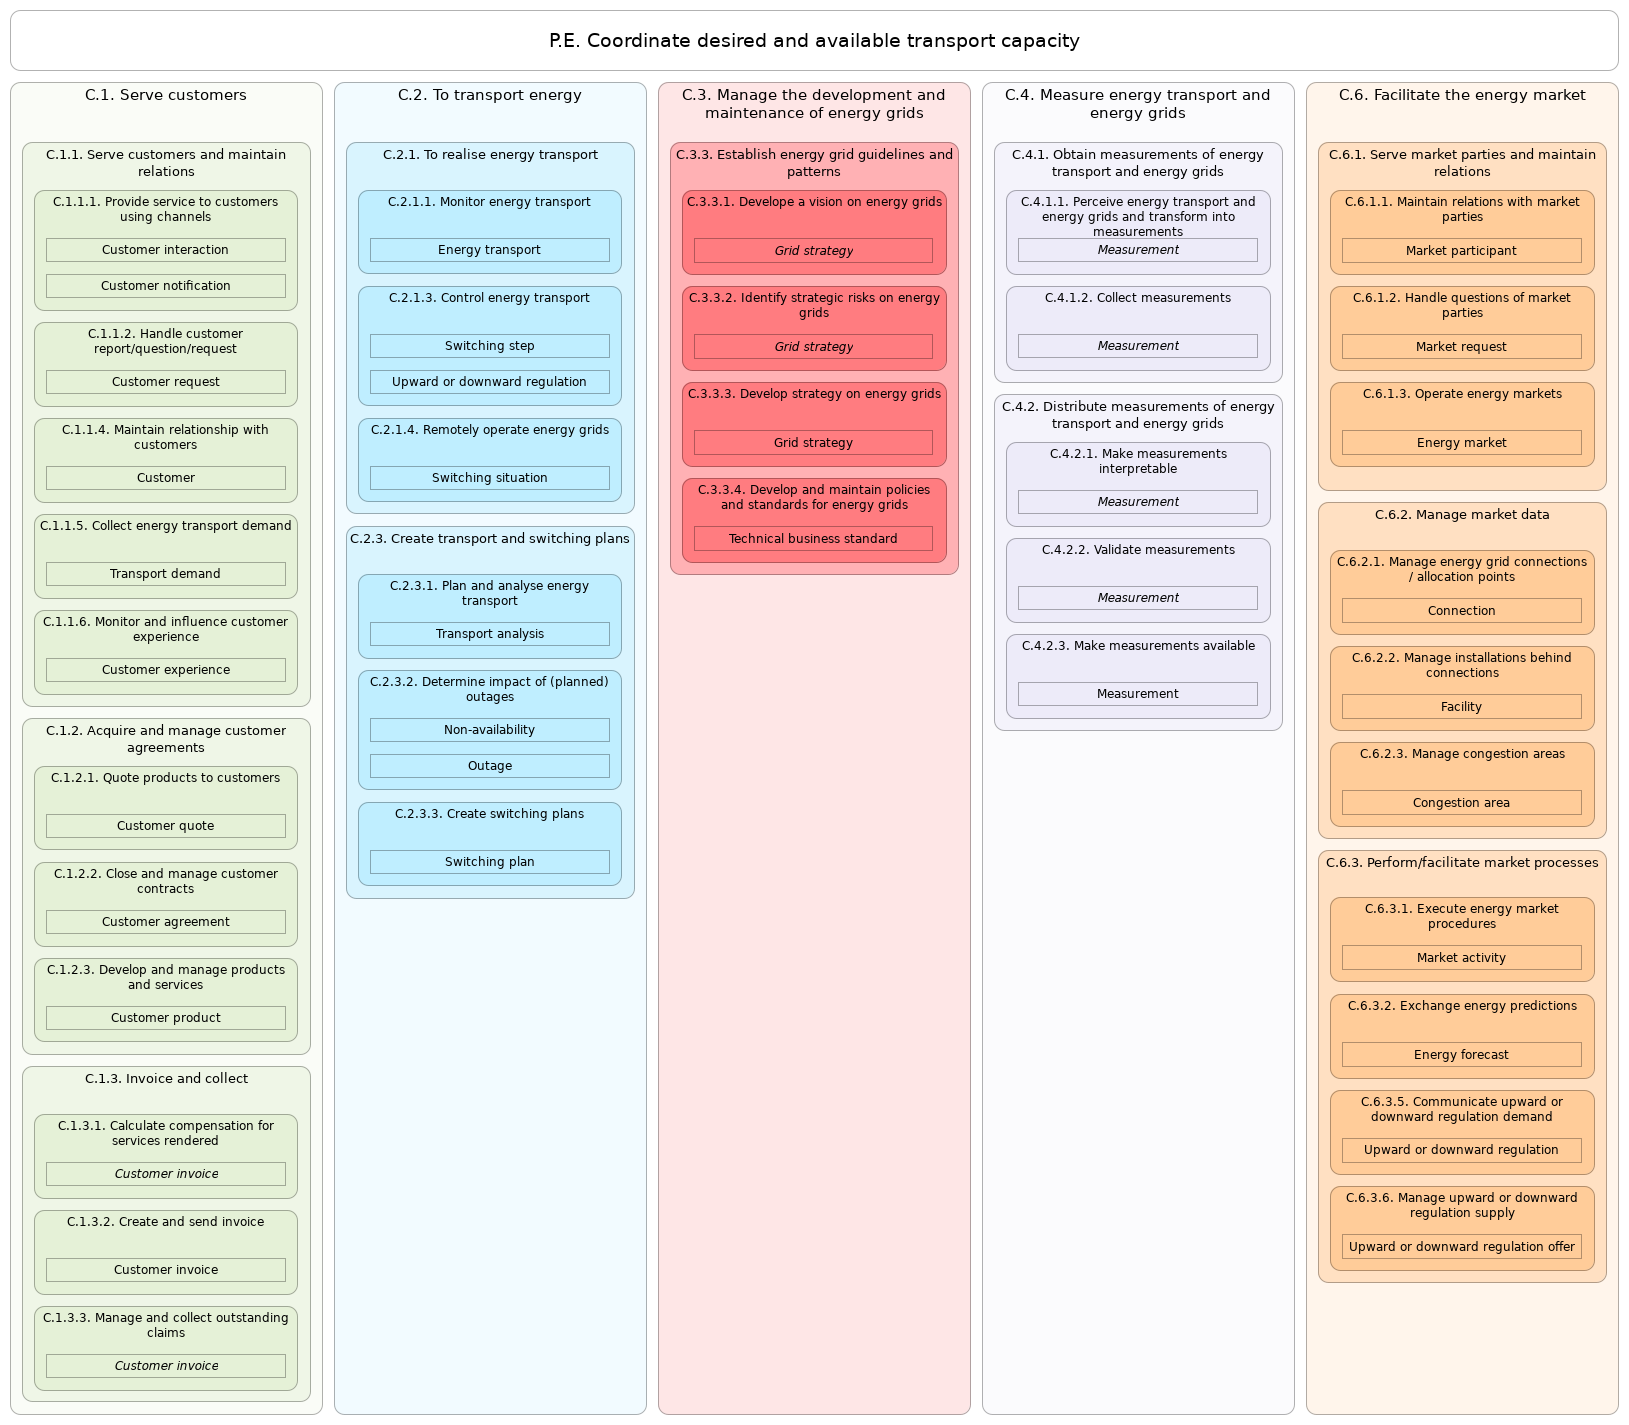 P.E. Coordinate desired and available transport capacity
C.1. Serve customers
C.1.1. Serve customers and maintain
relations
C.1.1.1. Provide service to customers
using channels
Customer interaction
Customer notification
C.1.1.2. Handle customer
report/question/request
Customer request
C.1.1.4. Maintain relationship with
customers
Customer
C.1.1.5. Collect energy transport demand
Transport demand
C.1.1.6. Monitor and influence customer
experience
Customer experience
C.1.2. Acquire and manage customer
agreements
C.1.2.1. Quote products to customers
Customer quote
C.1.2.2. Close and manage customer
contracts
Customer agreement
C.1.2.3. Develop and manage products
and services
Customer product
C.1.3. Invoice and collect
C.1.3.1. Calculate compensation for
services rendered
Customer invoice
C.1.3.2. Create and send invoice
Customer invoice
C.1.3.3. Manage and collect outstanding
claims
Customer invoice
C.2. To transport energy
C.2.1. To realise energy transport
C.2.1.1. Monitor energy transport
Energy transport
C.2.1.3. Control energy transport
Switching step
Upward or downward regulation
C.2.1.4. Remotely operate energy grids
Switching situation
C.2.3. Create transport and switching plans
C.2.3.1. Plan and analyse energy
transport
Transport analysis
C.2.3.2. Determine impact of (planned)
outages
Non-availability
Outage
C.2.3.3. Create switching plans
Switching plan
C.3. Manage the development and
maintenance of energy grids
C.3.3. Establish energy grid guidelines and
patterns
C.3.3.1. Develope a vision on energy grids
Grid strategy
C.3.3.2. Identify strategic risks on energy
grids
Grid strategy
C.3.3.3. Develop strategy on energy grids
Grid strategy
C.3.3.4. Develop and maintain policies
and standards for energy grids
Technical business standard
C.4. Measure energy transport and
energy grids
C.4.1. Obtain measurements of energy
transport and energy grids
C.4.1.1. Perceive energy transport and
energy grids and transform into
measurements
Measurement
C.4.1.2. Collect measurements
Measurement
C.4.2. Distribute measurements of energy
transport and energy grids
C.4.2.1. Make measurements
interpretable
Measurement
C.4.2.2. Validate measurements
Measurement
C.4.2.3. Make measurements available
Measurement
C.6. Facilitate the energy market
C.6.1. Serve market parties and maintain
relations
C.6.1.1. Maintain relations with market
parties
Market participant
C.6.1.2. Handle questions of market
parties
Market request
C.6.1.3. Operate energy markets
Energy market
C.6.2. Manage market data
C.6.2.1. Manage energy grid connections
/ allocation points
Connection
C.6.2.2. Manage installations behind
connections
Facility
C.6.2.3. Manage congestion areas
Congestion area
C.6.3. Perform/facilitate market processes
C.6.3.1. Execute energy market
procedures
Market activity
C.6.3.2. Exchange energy predictions
Energy forecast
C.6.3.5. Communicate upward or
downward regulation demand
Upward or downward regulation
C.6.3.6. Manage upward or downward
regulation supply
Upward or downward regulation offer